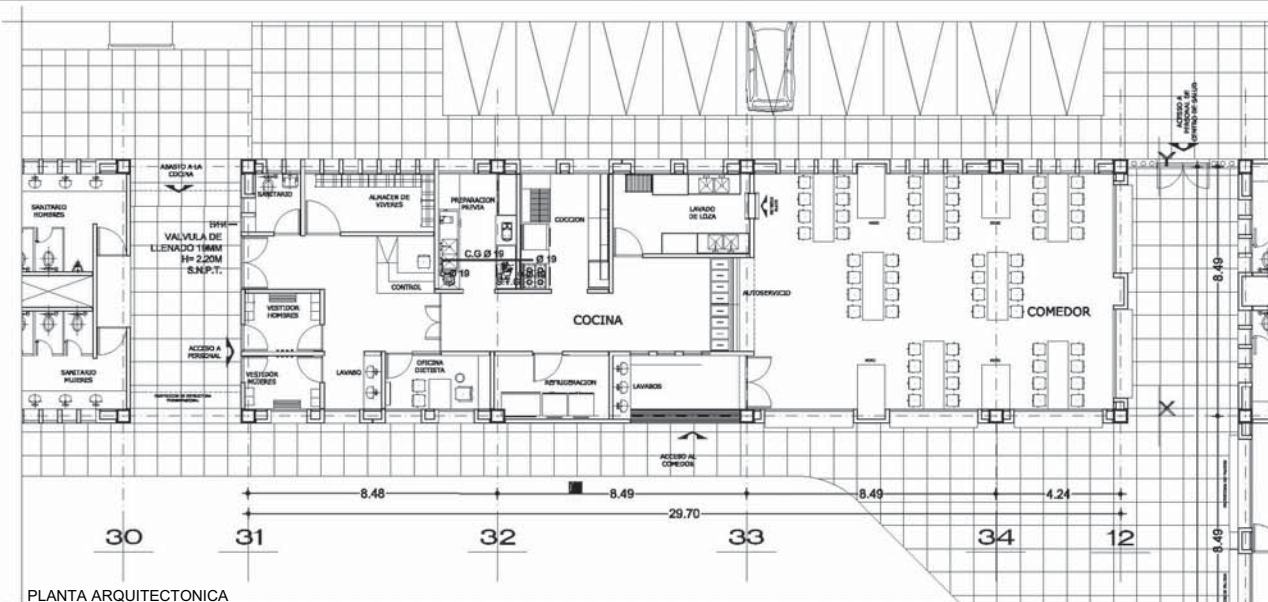 ABASTO A LA
COCINA
ACCESO A
PERSONAL DE
CENTRO DE SALUD
SANITARIO
HOMBRES
SANITARIO
ALMACEN DE
VIVERES
PREPARACION
PREVIA
COCCION
LAVADO
DE LOZA
VALVULA DE
LLENADO 19MM
H= 2.20M
S.N.P.T.
C.G Ø 19
Ø 19
Ø 19
CONTROL
AUTOSERVICIO
VESTIDOR
HOMBRES
COCINA
COMEDOR
8.49
ACCESO A
PERSONAL
SANITARIO
MUJERES
VESTIDOR
MUJERES
LAVABO
OFICINA
DIETISTA
REFRIGERACION
LAVABOS
ACCESO AL
COMEDOR
8.48
8.49
8.49
4.24
29.70
8.49
30
31
32
33
34
12
PLANTA ARQUITECTONICA